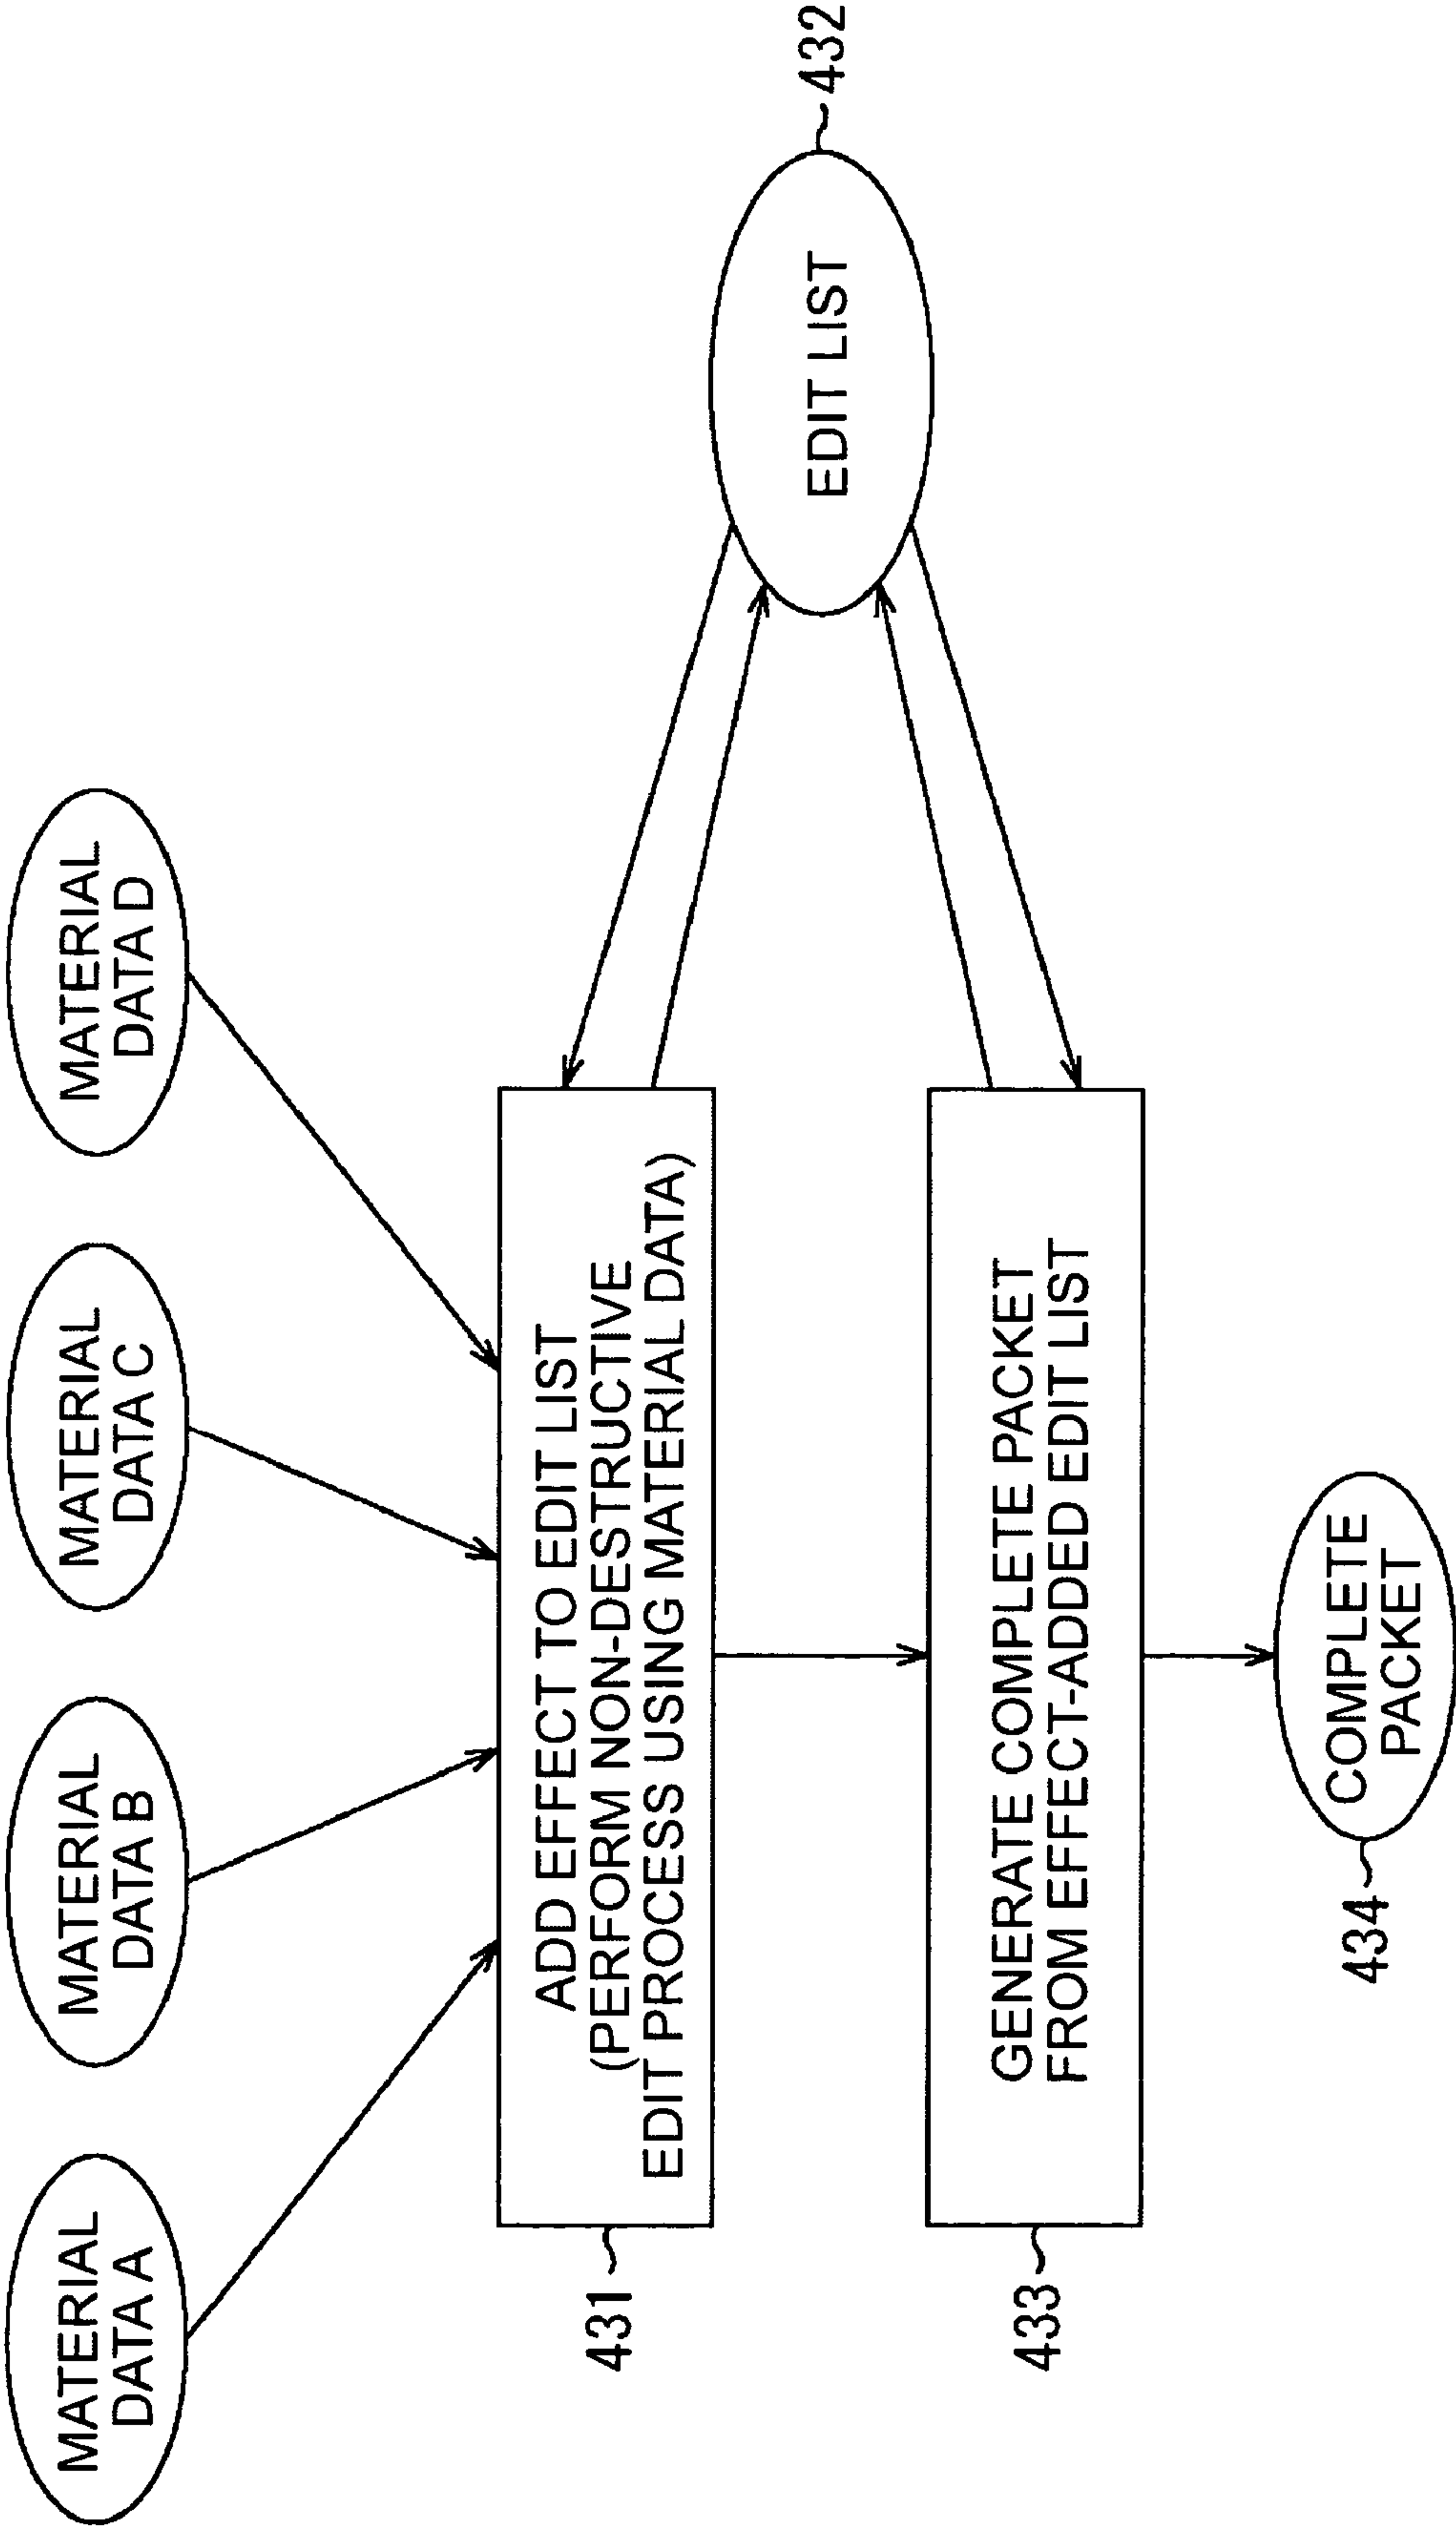 MATERIAL
DATA A
MATERIAL
DATA B
MATERIAL
DATA C
MATERIAL
DATA D
431
ADD EFFECT TO EDIT LIST
(PERFORM NON-DESTRUCTIVE
EDIT PROCESS USING MATERIAL DATA)
EDIT LIST
432
433
GENERATE COMPLETE PACKET
FROM EFFECT-ADDED EDIT LIST
434
COMPLETE
PACKET